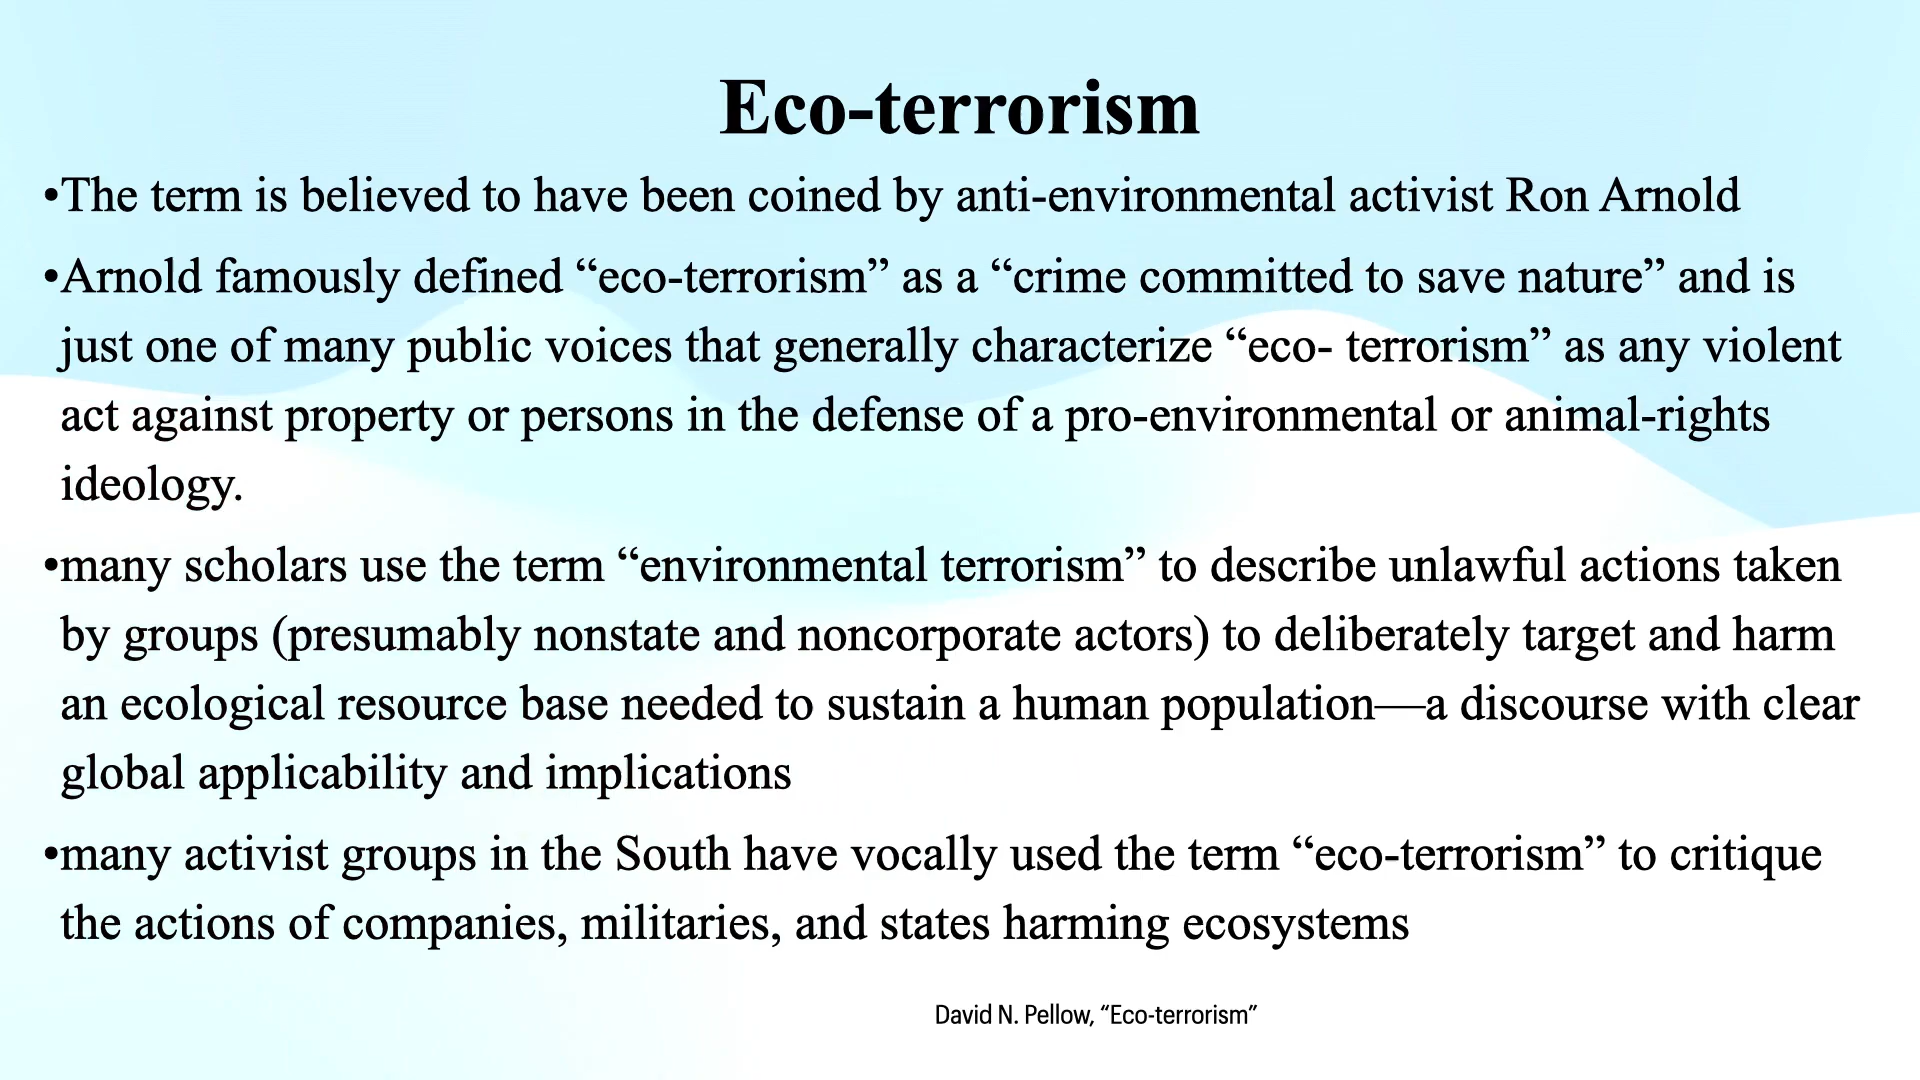 Eco-terrorism
•The term is believed to have been coined by anti-environmental activist Ron Arnold
•Arnold famously defined “eco-terrorism” as a “crime committed to save nature” and is
just one of many public voices that generally characterize “eco- terrorism” as any violent
act against property or persons in the defense of a pro-environmental or animal-rights
ideology.
•many scholars use the term “environmental terrorism” to describe unlawful actions taken
by groups (presumably nonstate and noncorporate actors) to deliberately target and harm
an ecological resource base needed to sustain a human population—a discourse with clear
global applicability and implications
•many activist groups in the South have vocally used the term “eco-terrorism” to critique
the actions of companies, militaries, and states harming ecosystems
David N. Pellow, “Eco-terrorism”